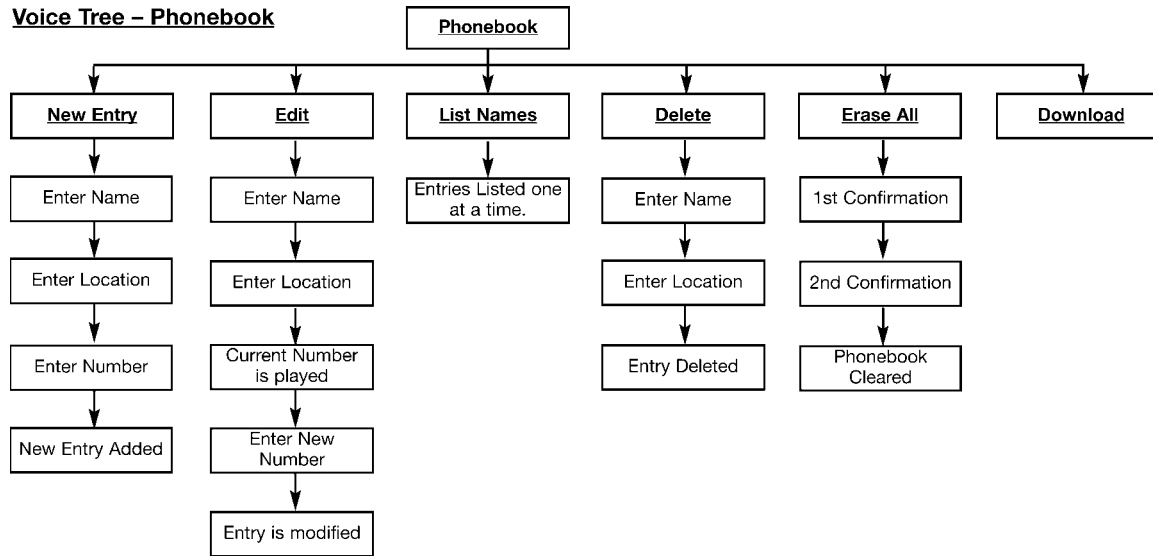 Voice Tree – Phonebook
Phonebook
New Entry
Edit
List Names
Delete
Erase All
Download
Enter Name
Enter Name
Entries Listed one
at a time.
Enter Name
1st Confirmation
Enter Location
Enter Location
Enter Location
2nd Confirmation
Enter Number
Current Number
is played
Entry Deleted
Phonebook
Cleared
New Entry Added
Enter New
Number
Entry is modified